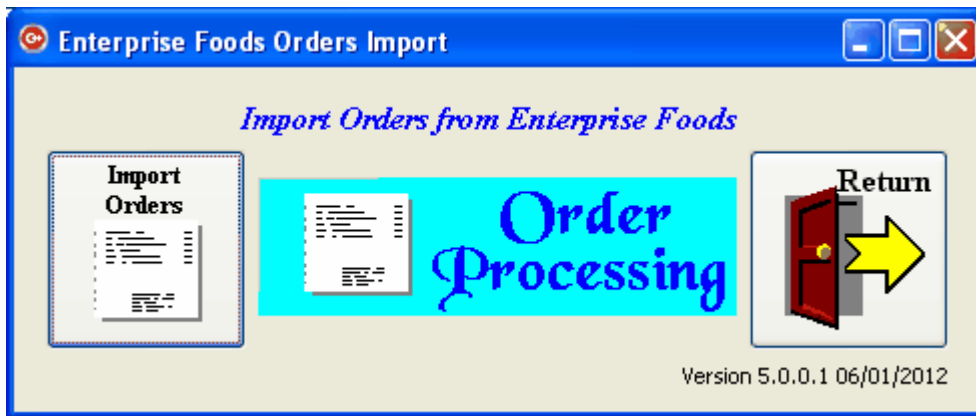 Enterprise Foods Orders Import
Import Orders from Enterprise Foods
Import
Orders
Order
Processing
Return
Version 5.0.0.1 06/01/2012